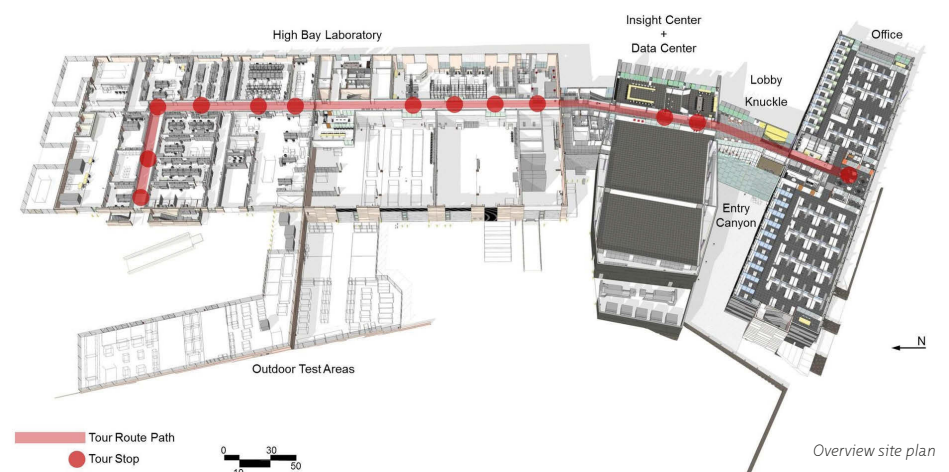 High Bay Laboratory
Insight Center
+
Data Center
Office
Lobby
Knuckle
Entry
Canyon
N
Outdoor Test Areas
Tour Route Path
Tour Stop
0 30
10 50
Overview site plan